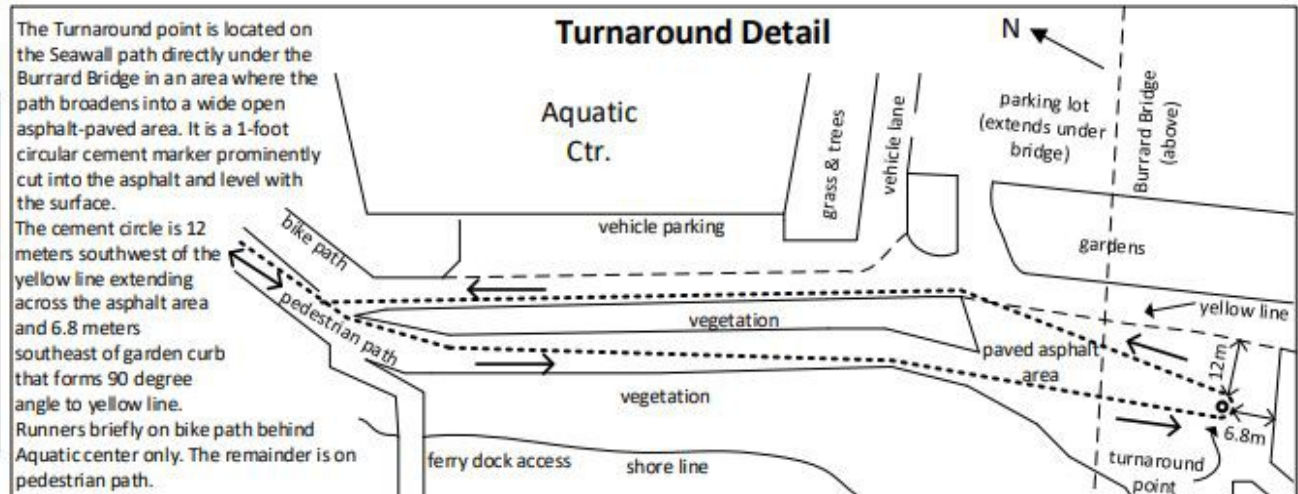 The Turnaround point is located on
the Seawall path directly under the
Burrard Bridge in an area where the
path broadens into a wide open
asphalt-paved area. It is a 1-foot
circular cement marker prominently
cut into the asphalt and level with
the surface.
The cement circle is 12
meters southwest of the
yellow line extending
across the asphalt area
and 6.8 meters
southeast of garden curb
that forms 90 degree
angle to yellow line.
Runners briefly on bike path behind
Aquatic center only. The remainder is on
pedestrian path.
Turnaround Detail
N
Aquatic
Ctr.
grass & trees
vehicle lane
parking lot
(extends under
bridge)
Burrard Bridge
(above)
vehicle parking
bike path
gardens
pedestrian path
vegetation
yellow line
paved asphalt
area
12m
6.8m
vegetation
ferry dock access
shore line
turnaround
point